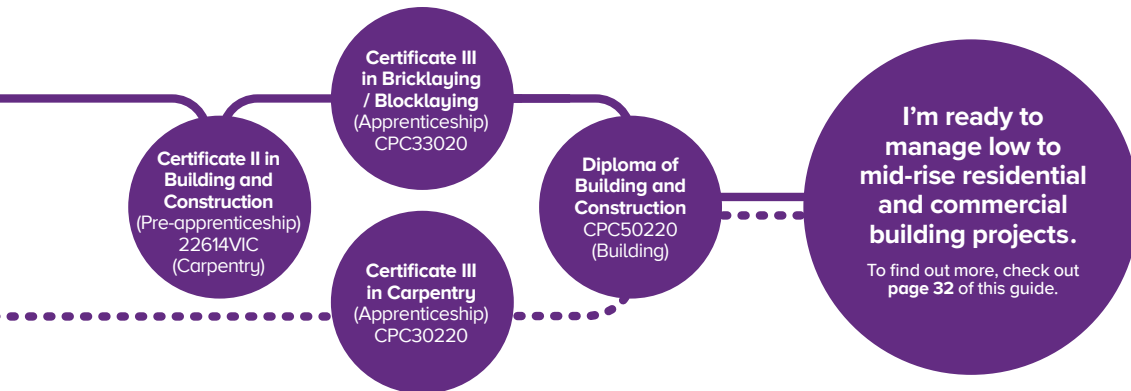 Certificate III
in Bricklaying
/ Blocklaying
(Apprenticeship)
CPC33020
Certificate II in
Building and
Construction
(Pre-apprenticeship)
22614VIC
(Carpentry)
Certificate III
in Carpentry
(Apprenticeship)
CPC30220
Diploma of
Building and
Construction
CPC50220
(Building)
I'm ready to
manage low to
mid-rise residential
and commercial
building projects.
To find out more, check out
page 32 of this guide.